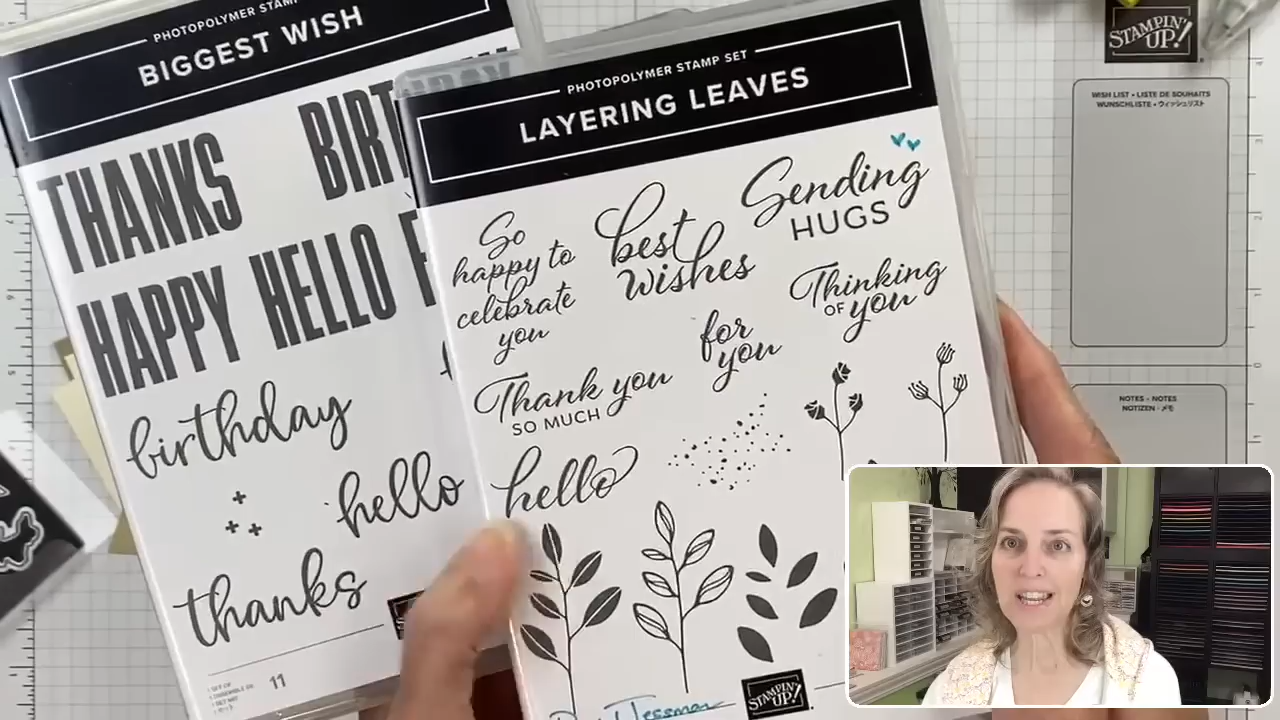 PHOTOPOLYMER STAMP
BIGGEST WISH
THANKS
HAPPY HELLO
birthday
hello
thanks
11
PHOTOPOLYMER STAMP SET
LAYERING LEAVES
So
happy to
celebrate
you
best
wishes
Sending
HUGS
Thinking
OF you
for
you
Thank you
SO MUCH
hello
STAMPIN' UP!
STAMPIN' UP!
WISH LIST • LISTE DE SOUHAITS
WUNSCHLISTE • ウィッシュリスト
NOTES • NOTES
NOTIZEN • メモ